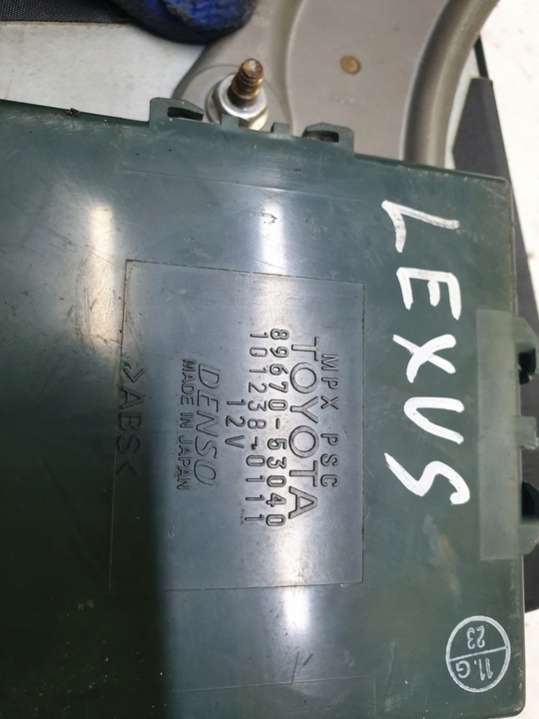 LEXUS
MPX PSC
TOYOTA
89670-53040
101238-0111
12V
DENSO
MADE IN JAPAN
>ABS<
11.G
23